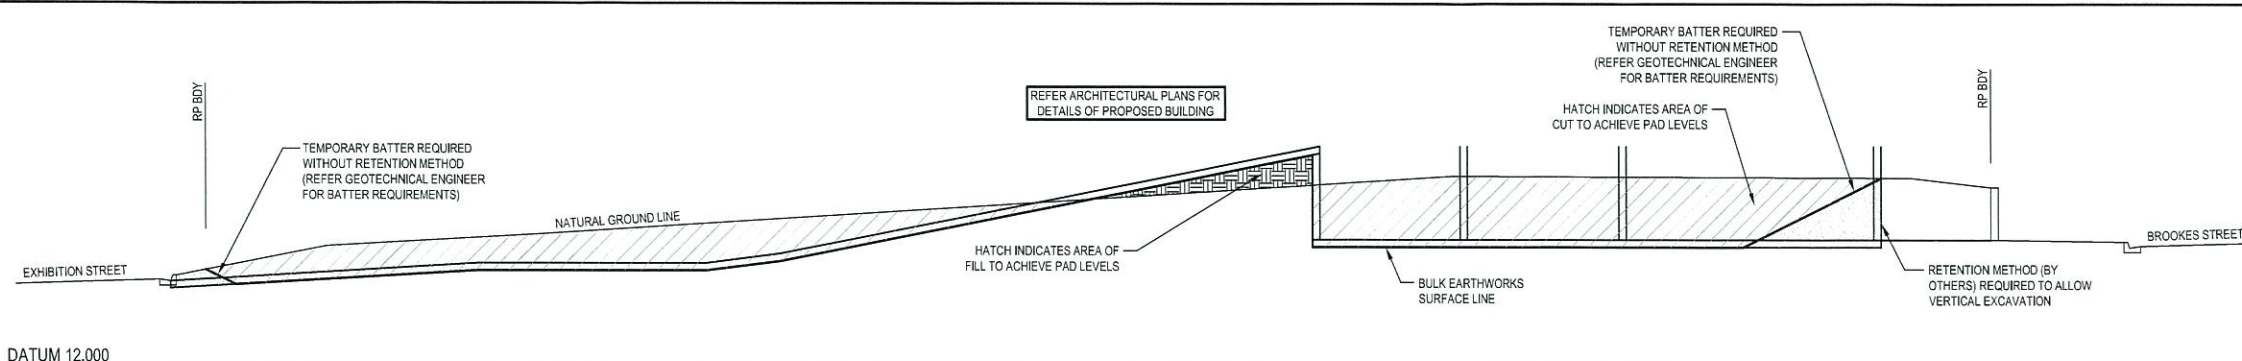 RP BDY
TEMPORARY BATTER REQUIRED
WITHOUT RETENTION METHOD
(REFER GEOTECHNICAL ENGINEER
FOR BATTER REQUIREMENTS)
EXHIBITION STREET
NATURAL GROUND LINE
REFER ARCHITECTURAL PLANS FOR
DETAILS OF PROPOSED BUILDING
HATCH INDICATES AREA OF
FILL TO ACHIEVE PAD LEVELS
TEMPORARY BATTER REQUIRED
WITHOUT RETENTION METHOD
(REFER GEOTECHNICAL ENGINEER
FOR BATTER REQUIREMENTS)
HATCH INDICATES AREA OF
CUT TO ACHIEVE PAD LEVELS
RP BDY
BULK EARTHWORKS
SURFACE LINE
BROOKES STREET
RETENTION METHOD (BY
OTHERS) REQUIRED TO ALLOW
VERTICAL EXCAVATION
DATUM 12.000